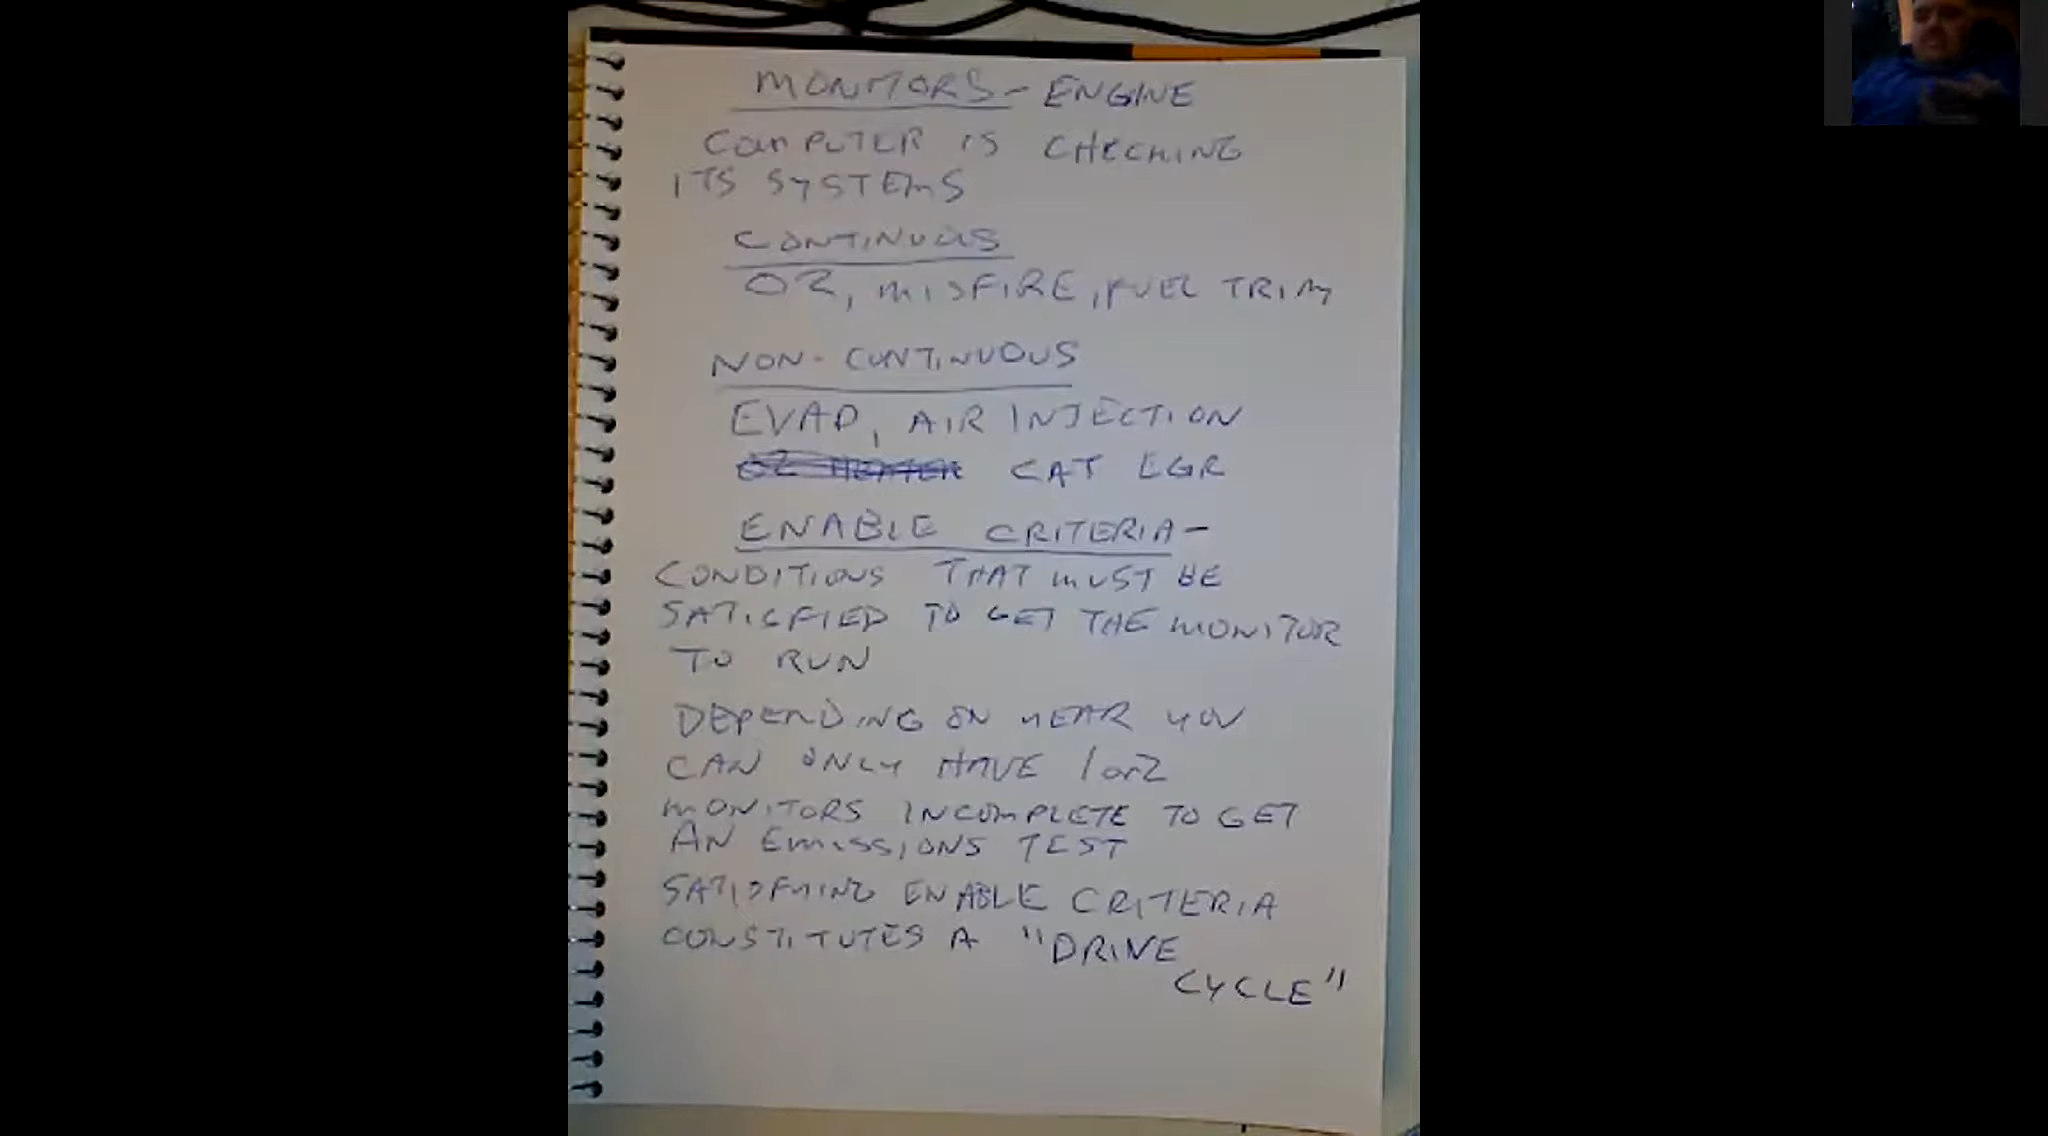 MONITORS - ENGINE
COMPUTER IS CHECKING
ITS SYSTEMS
CONTINUOUS
O2, MISFIRE, FUEL TRIM
NON-CONTINUOUS
EVAP, AIR INJECTION
O2 HEATER CAT EGR
ENABLE CRITERIA -
CONDITIONS THAT MUST BE
SATISFIED TO GET THE MONITOR
TO RUN
DEPENDING ON YEAR YOU
CAN ONLY HAVE 1 or 2
MONITORS INCOMPLETE TO GET
AN EMISSIONS TEST
SATISFYING ENABLE CRITERIA
CONSTITUTES A "DRIVE
CYCLE"